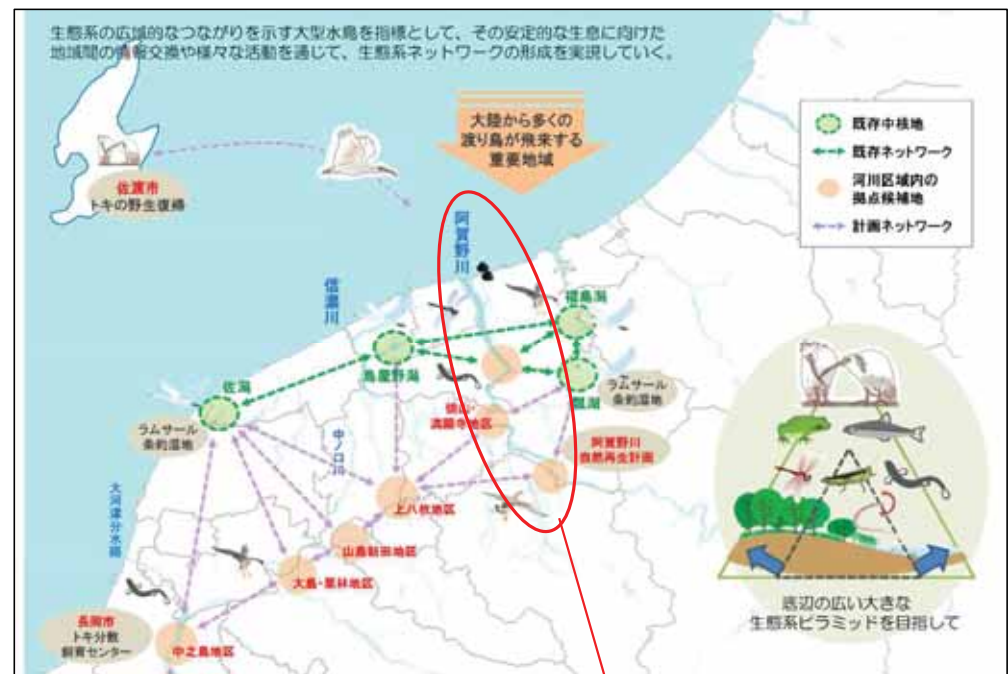 生態系の広域的なつながりを示す大型水鳥を指標として、その安定的な生息に向けた
地域間の情報交換や様々な活動を通じて、生態系ネットワークの形成を実現していく。
大陸から多くの
渡り鳥が飛来する
重要地域
既存中核地
既存ネットワーク
河川区域内の
拠点候補地
計画ネットワーク
佐渡市
トキの野生復帰
阿賀野川
信濃川
福島潟
鳥屋野潟
佐潟
瓢湖
ラムサール
条約湿地
ラムサール
条約湿地
満願寺地区
中ノ口川
阿賀野川
自然再生計画
大河津分水路
上八枚地区
山島新田地区
大島・栗林地区
長岡市
トキ分散
飼育センター
中之島地区
底辺の広い大きな
生態系ピラミッドを目指して